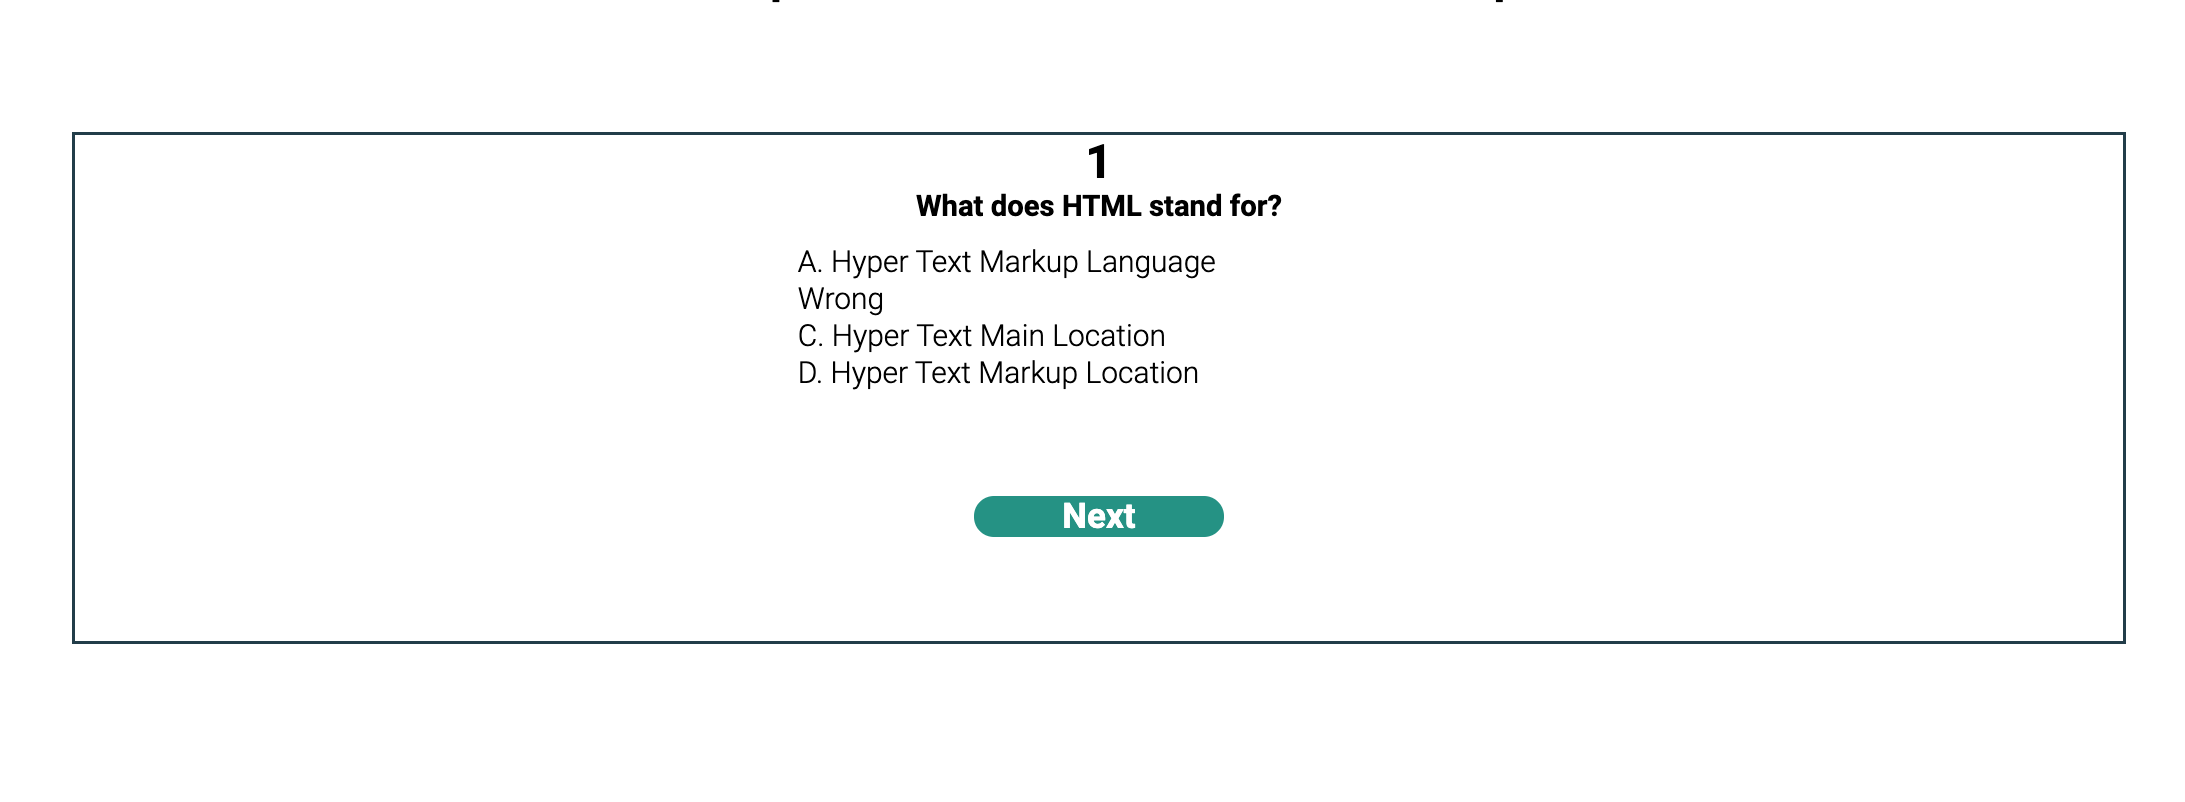 1
What does HTML stand for?
A. Hyper Text Markup Language
Wrong
C. Hyper Text Main Location
D. Hyper Text Markup Location
Next